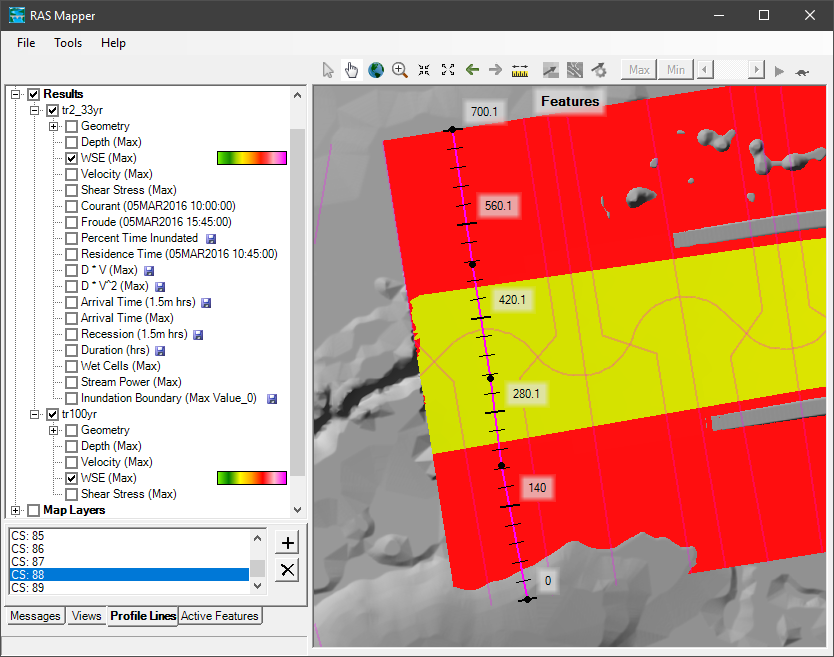 RAS Mapper
File Tools Help
Max Min
Results
tr2_33yr
Geometry
Depth (Max)
WSE (Max)
Velocity (Max)
Shear Stress (Max)
Courant (05MAR2016 10:00:00)
Froude (05MAR2016 15:45:00)
Percent Time Inundated
Residence Time (05MAR2016 10:45:00)
D * V (Max)
D * V^2 (Max)
Arrival Time (1.5m hrs)
Arrival Time (Max)
Recession (1.5m hrs)
Duration (hrs)
Wet Cells (Max)
Stream Power (Max)
Inundation Boundary (Max Value_0)
tr100yr
Geometry
Depth (Max)
Velocity (Max)
WSE (Max)
Shear Stress (Max)
Map Layers
CS: 85
CS: 86
CS: 87
CS: 88
CS: 89
Messages Views Profile Lines Active Features
Features
700.1
560.1
420.1
280.1
140
0